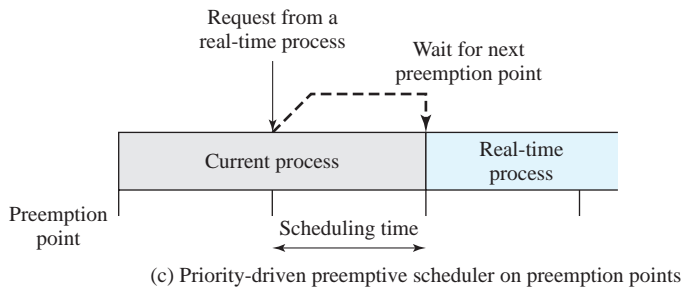 Request from a
real-time process
Wait for next
preemption point
Current process
Real-time
process
Preemption
point
Scheduling time
(c) Priority-driven preemptive scheduler on preemption points